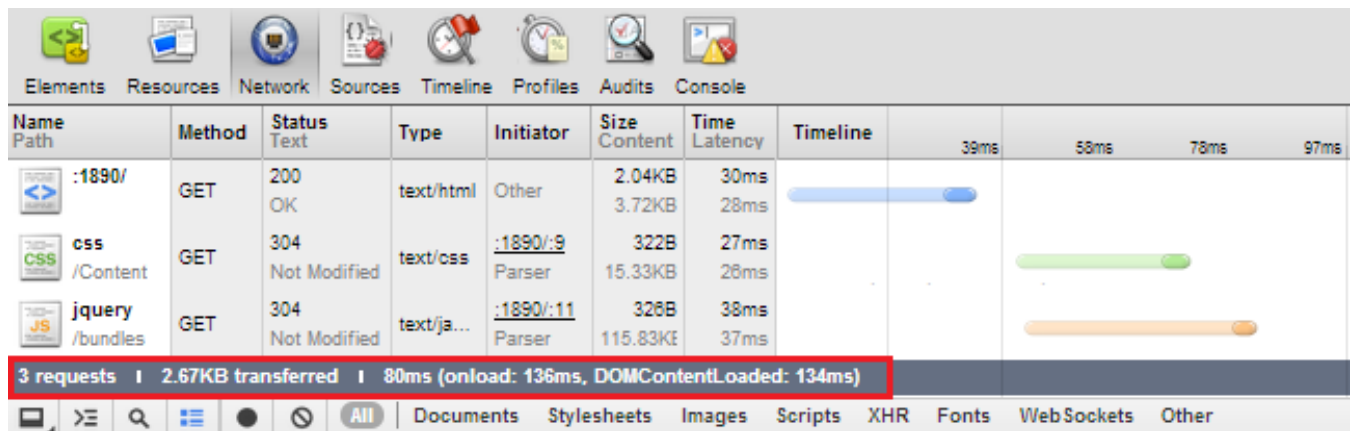 Elements Resources Network Sources Timeline Profiles Audits Console
Name Method Status Type Initiator Size Time Timeline
Path Text Content Latency 39ms 58ms 78ms 97ms
:1890/ GET 200 text/html Other 2.04KB 30ms
OK 3.72KB 28ms
css GET 304 text/css :1890/:9 322B 27ms
/Content Not Modified Parser 15.33KB 26ms
jquery GET 304 text/ja... :1890/:11 326B 38ms
/bundles Not Modified Parser 115.83KE 37ms
3 requests I 2.67KB transferred I 80ms (onload: 136ms, DOMContentLoaded: 134ms)
All Documents Stylesheets Images Scripts XHR Fonts WebSockets Other